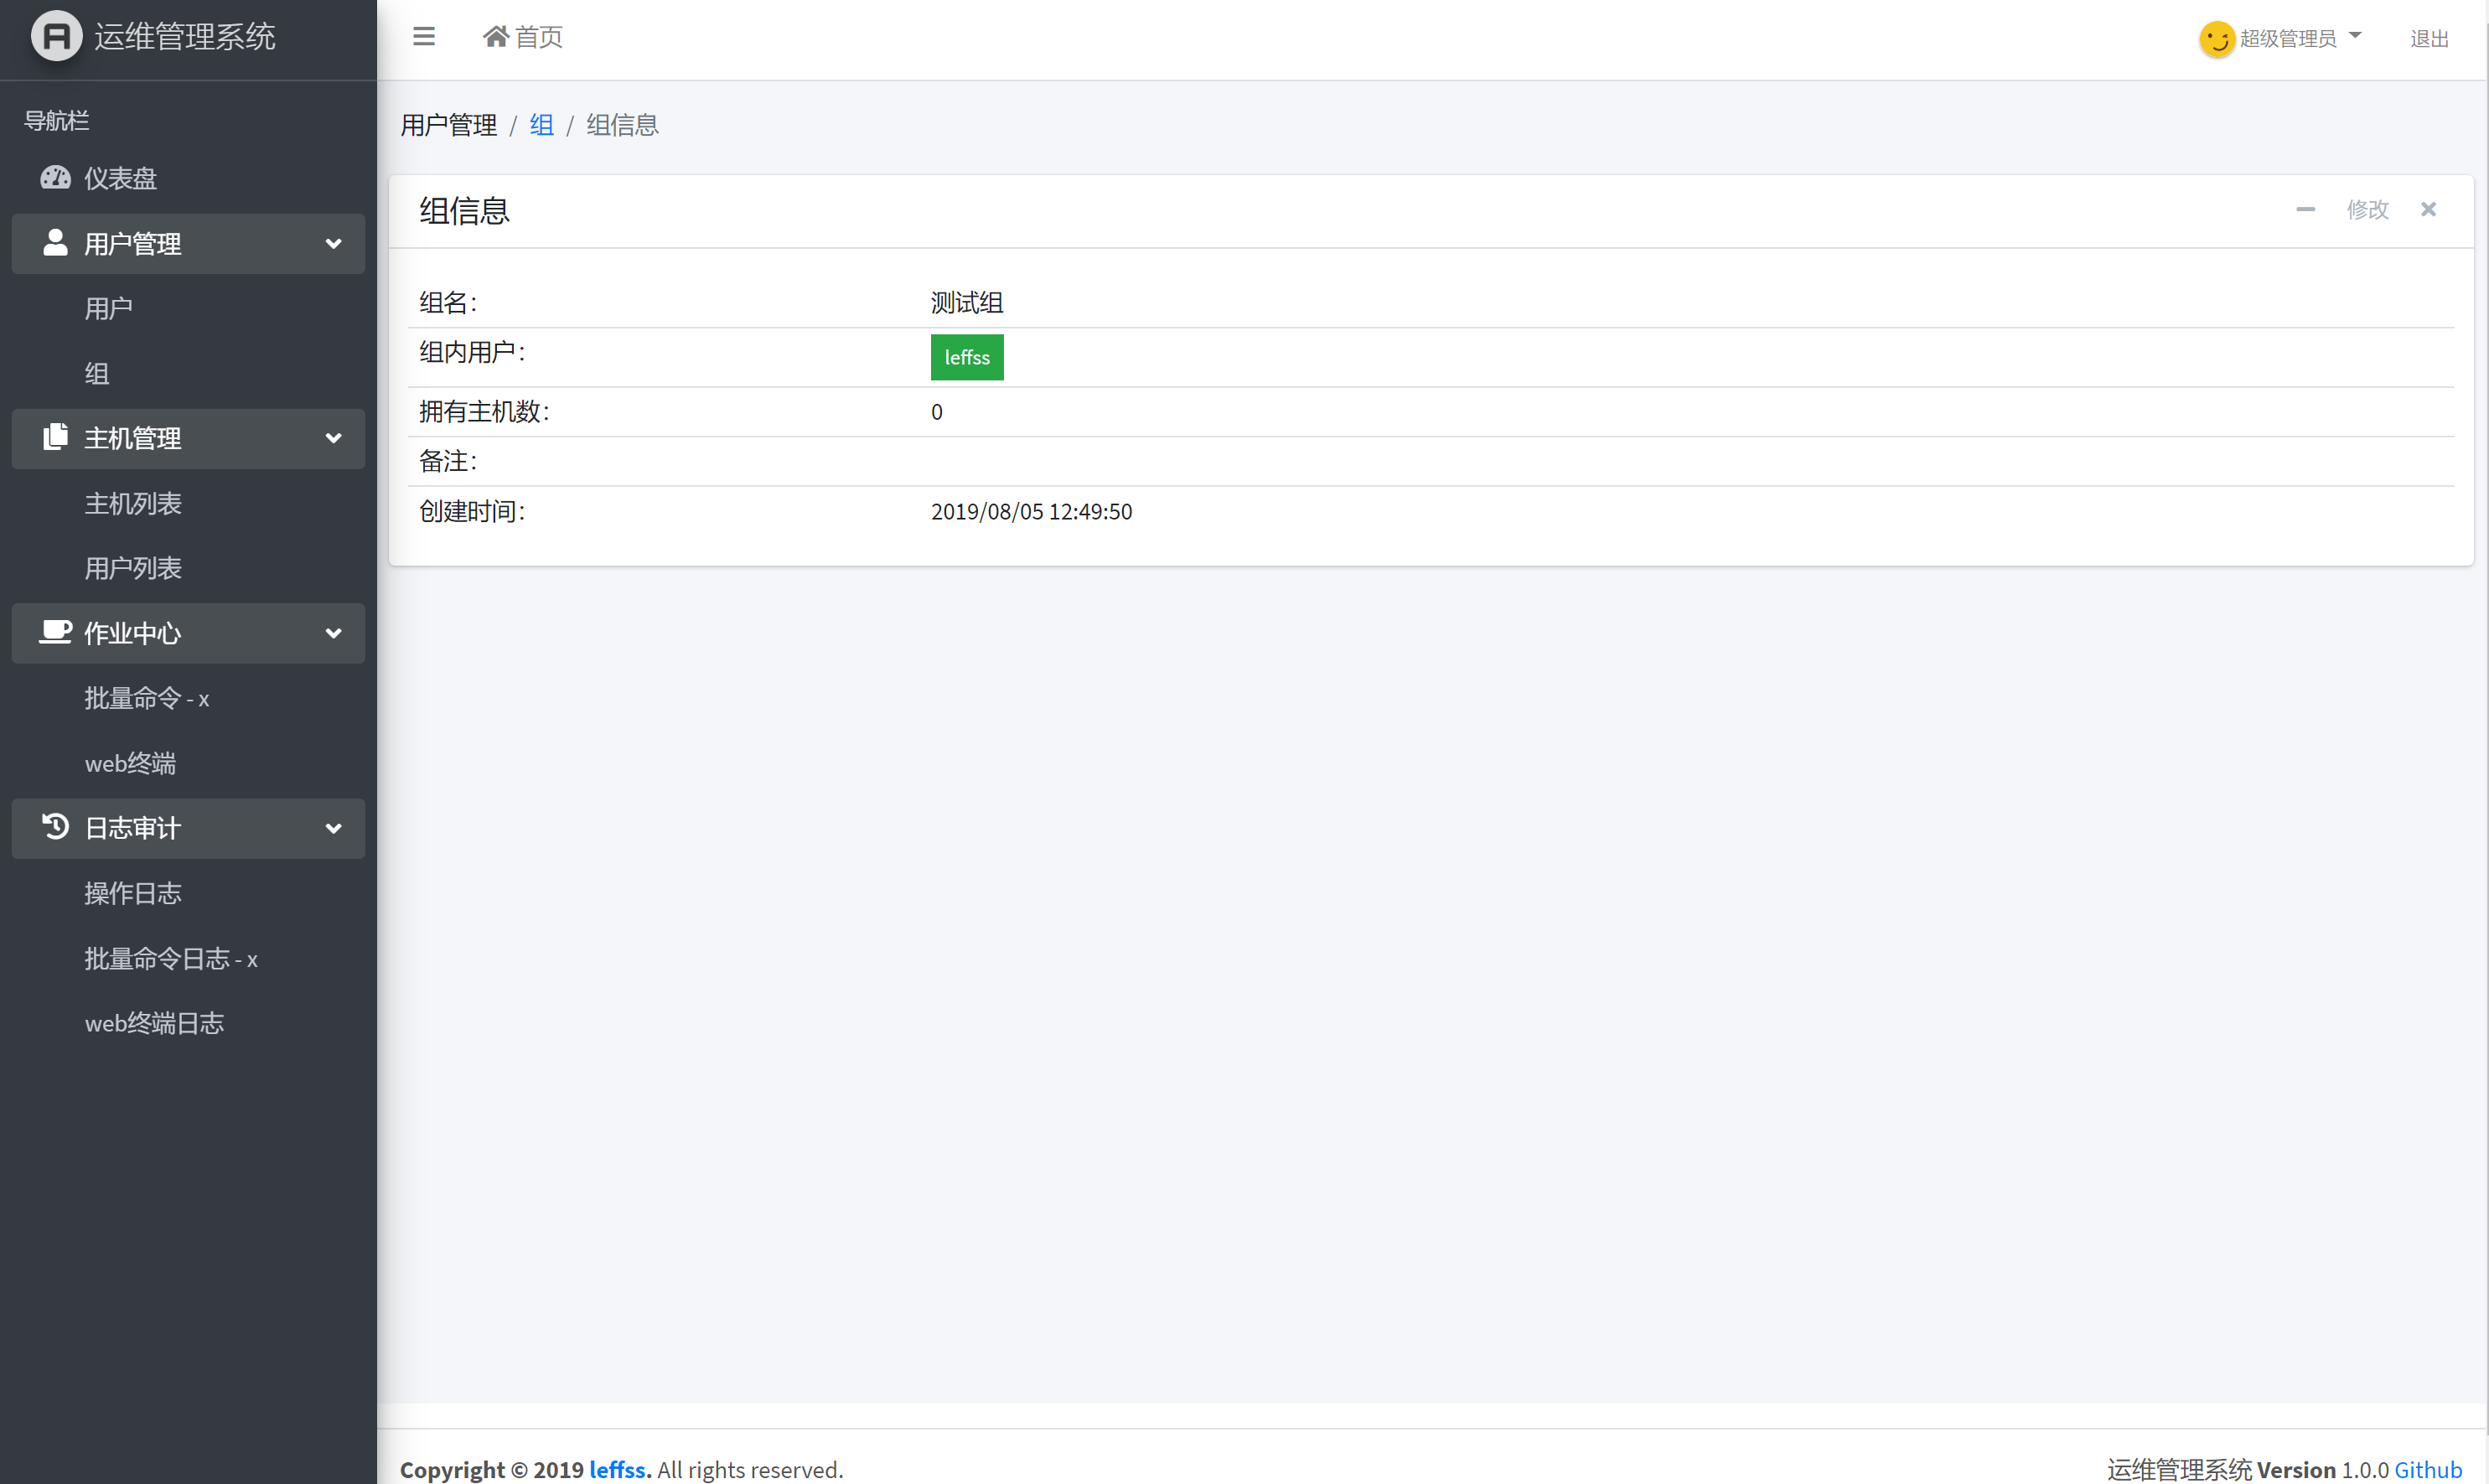 运维管理系统
首页
超级管理员
退出
导航栏
仪表盘
用户管理
用户
组
主机管理
主机列表
用户列表
作业中心
批量命令 - x
web终端
日志审计
操作日志
批量命令日志 - x
web终端日志
用户管理 / 组 / 组信息
组信息
修改
组名： 测试组
组内用户： leffss
拥有主机数： 0
备注：
创建时间： 2019/08/05 12:49:50
Copyright © 2019 leffss. All rights reserved.
运维管理系统 Version 1.0.0 Github